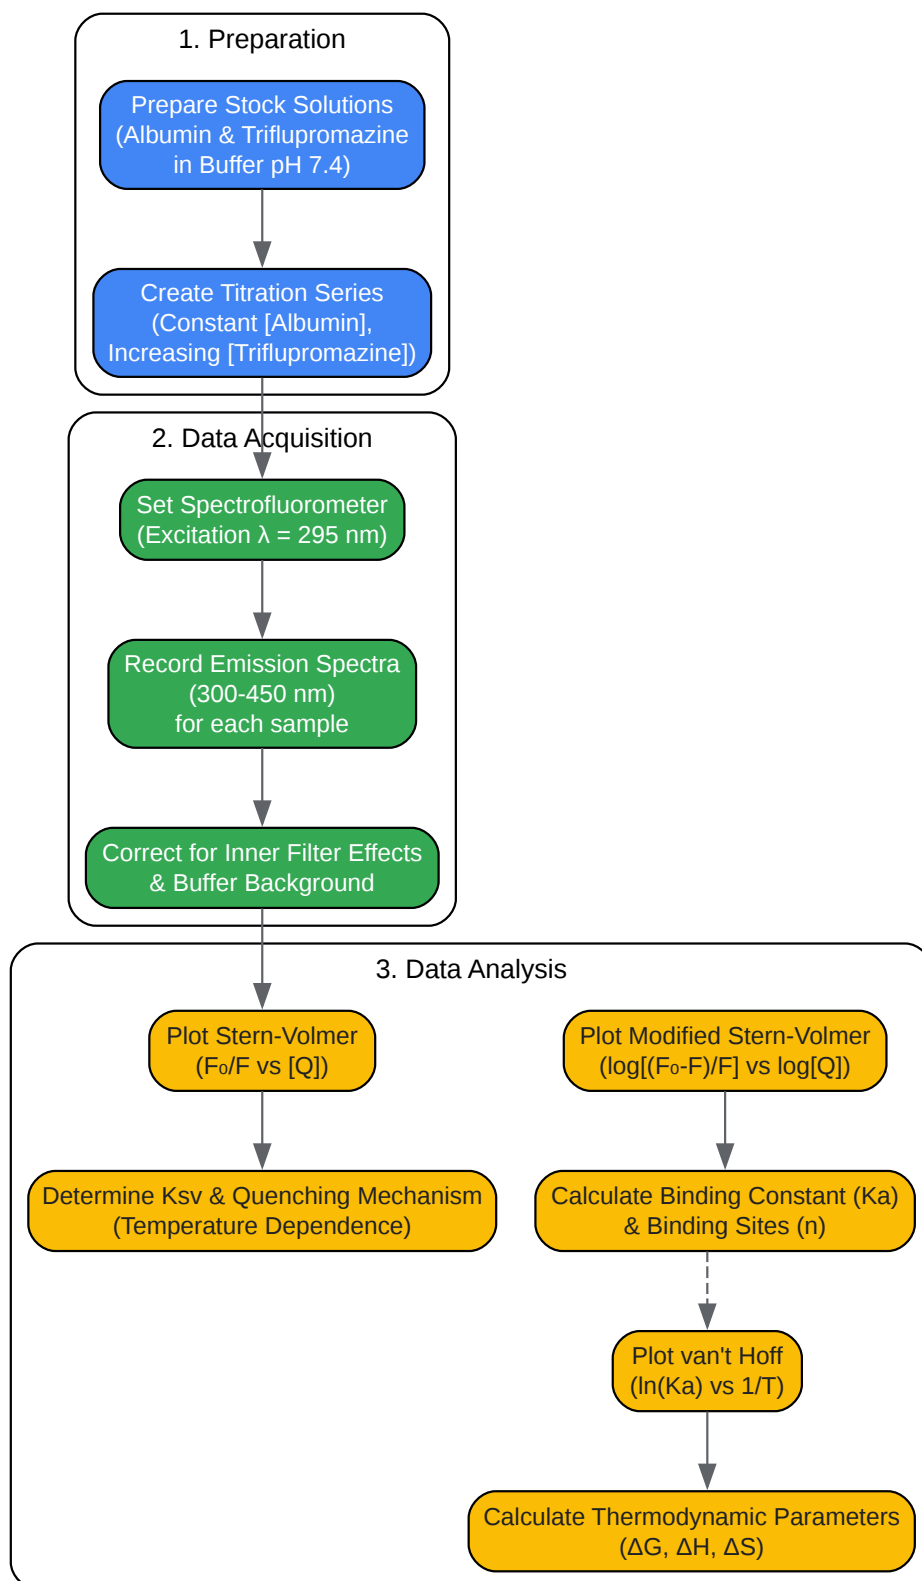 1. Preparation
Prepare Stock Solutions
(Albumin & Triflupromazine
in Buffer pH 7.4)
Create Titration Series
(Constant [Albumin],
Increasing [Triflupromazine])
2. Data Acquisition
Set Spectrofluorometer
(Excitation λ = 295 nm)
Record Emission Spectra
(300-450 nm)
for each sample
Correct for Inner Filter Effects
& Buffer Background
3. Data Analysis
Plot Stern-Volmer
(F₀/F vs [Q])
Determine Ksv & Quenching Mechanism
(Temperature Dependence)
Plot Modified Stern-Volmer
(log[(F₀-F)/F] vs log[Q])
Calculate Binding Constant (Ka)
& Binding Sites (n)
Plot van't Hoff
(ln(Ka) vs 1/T)
Calculate Thermodynamic Parameters
(ΔG, ΔH, ΔS)